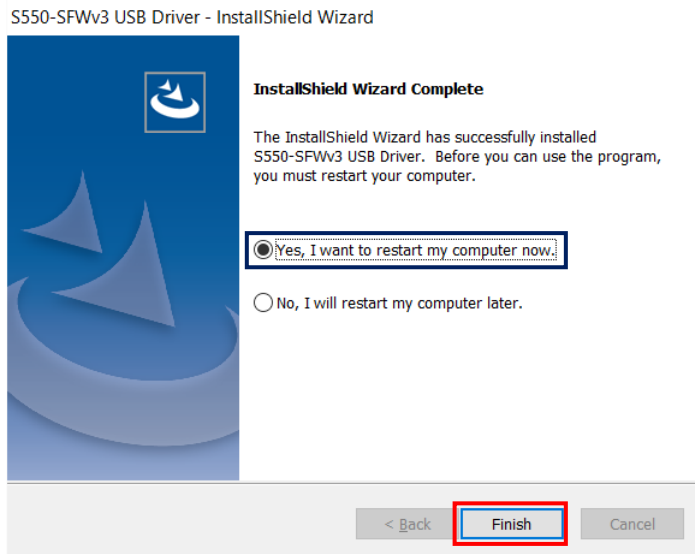 S550-SFWv3 USB Driver - InstallShield Wizard
InstallShield Wizard Complete
The InstallShield Wizard has successfully installed
S550-SFWv3 USB Driver. Before you can use the program,
you must restart your computer.
Yes, I want to restart my computer now.
No, I will restart my computer later.
< Back
Finish
Cancel